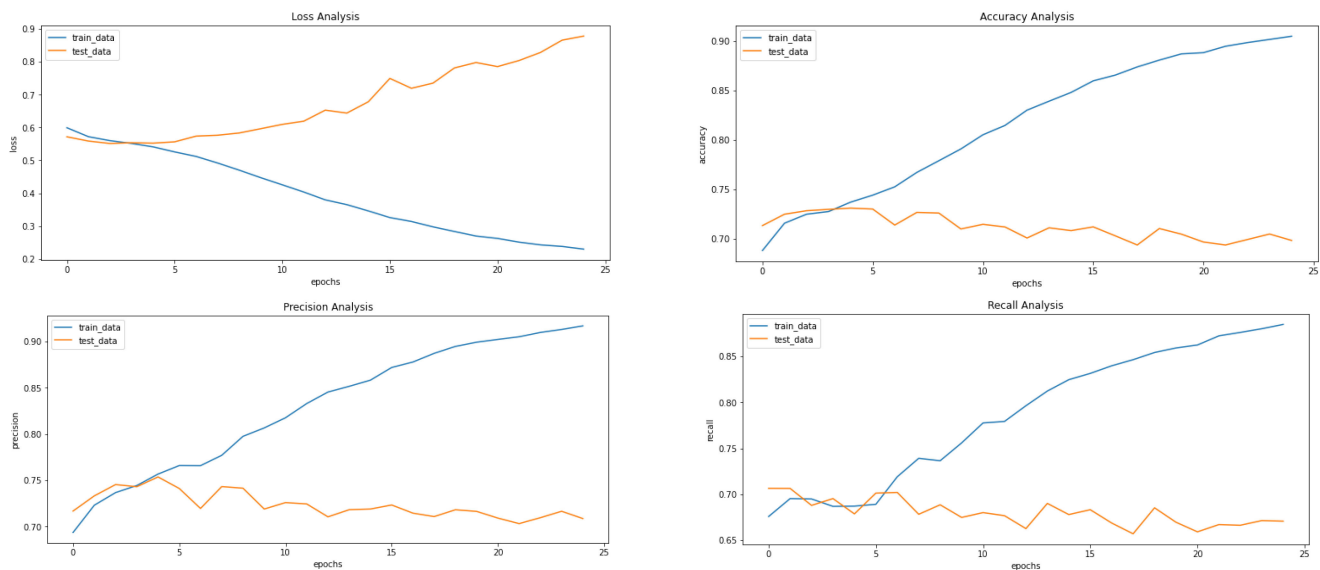 Loss Analysis
train_data
test_data
0.9
0.8
0.7
0.6
0.5
0.4
0.3
0.2
loss
0 5 10 15 20 25
epochs
Accuracy Analysis
train_data
test_data
0.90
0.85
0.80
0.75
0.70
accuracy
0 5 10 15 20 25
epochs
Precision Analysis
train_data
test_data
0.90
0.85
0.80
0.75
0.70
precision
0 5 10 15 20 25
epochs
Recall Analysis
train_data
test_data
0.85
0.80
0.75
0.70
0.65
recall
0 5 10 15 20 25
epochs